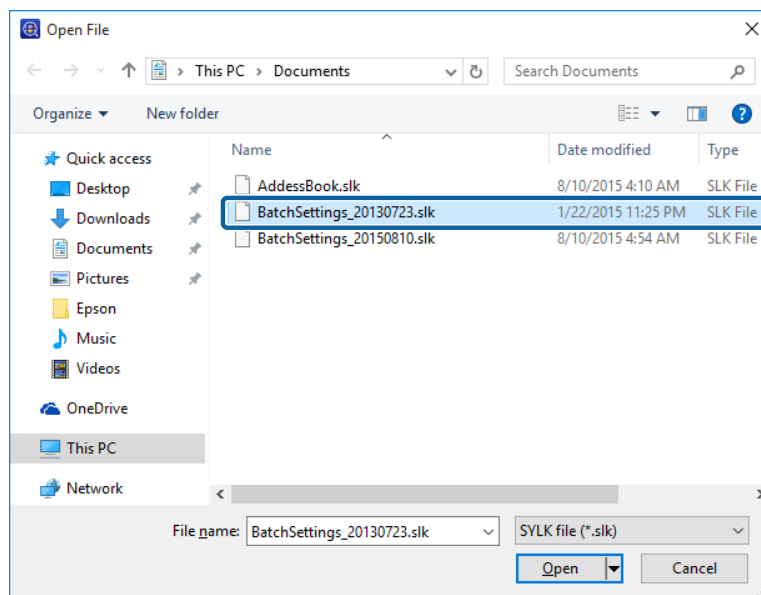 Open File
This PC > Documents
Search Documents
Organize New folder
Name Date modified Type
Quick access
Desktop
Downloads
Documents
Pictures
Epson
Music
Videos
OneDrive
This PC
Network
AddessBook.slk 8/10/2015 4:10 AM SLK File
BatchSettings_20130723.slk 1/22/2015 11:25 PM SLK File
BatchSettings_20150810.slk 8/10/2015 4:54 AM SLK File
File name: BatchSettings_20130723.slk SYLK file (*.slk)
Open Cancel